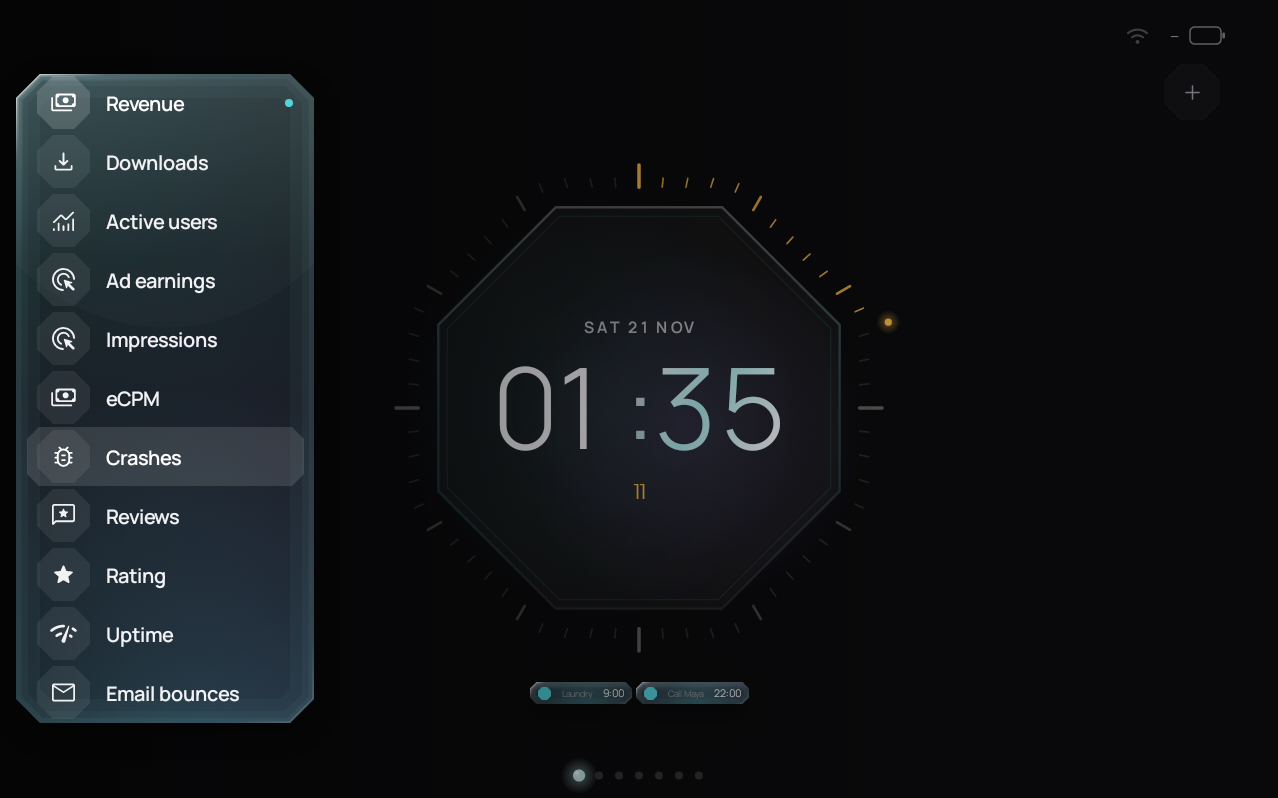 Revenue
Downloads
Active users
Ad earnings
Impressions
eCPM
Crashes
Reviews
Rating
Uptime
Email bounces
SAT 21 NOV
01 :35
11
Laundry 9:00
Call Maya 22:00